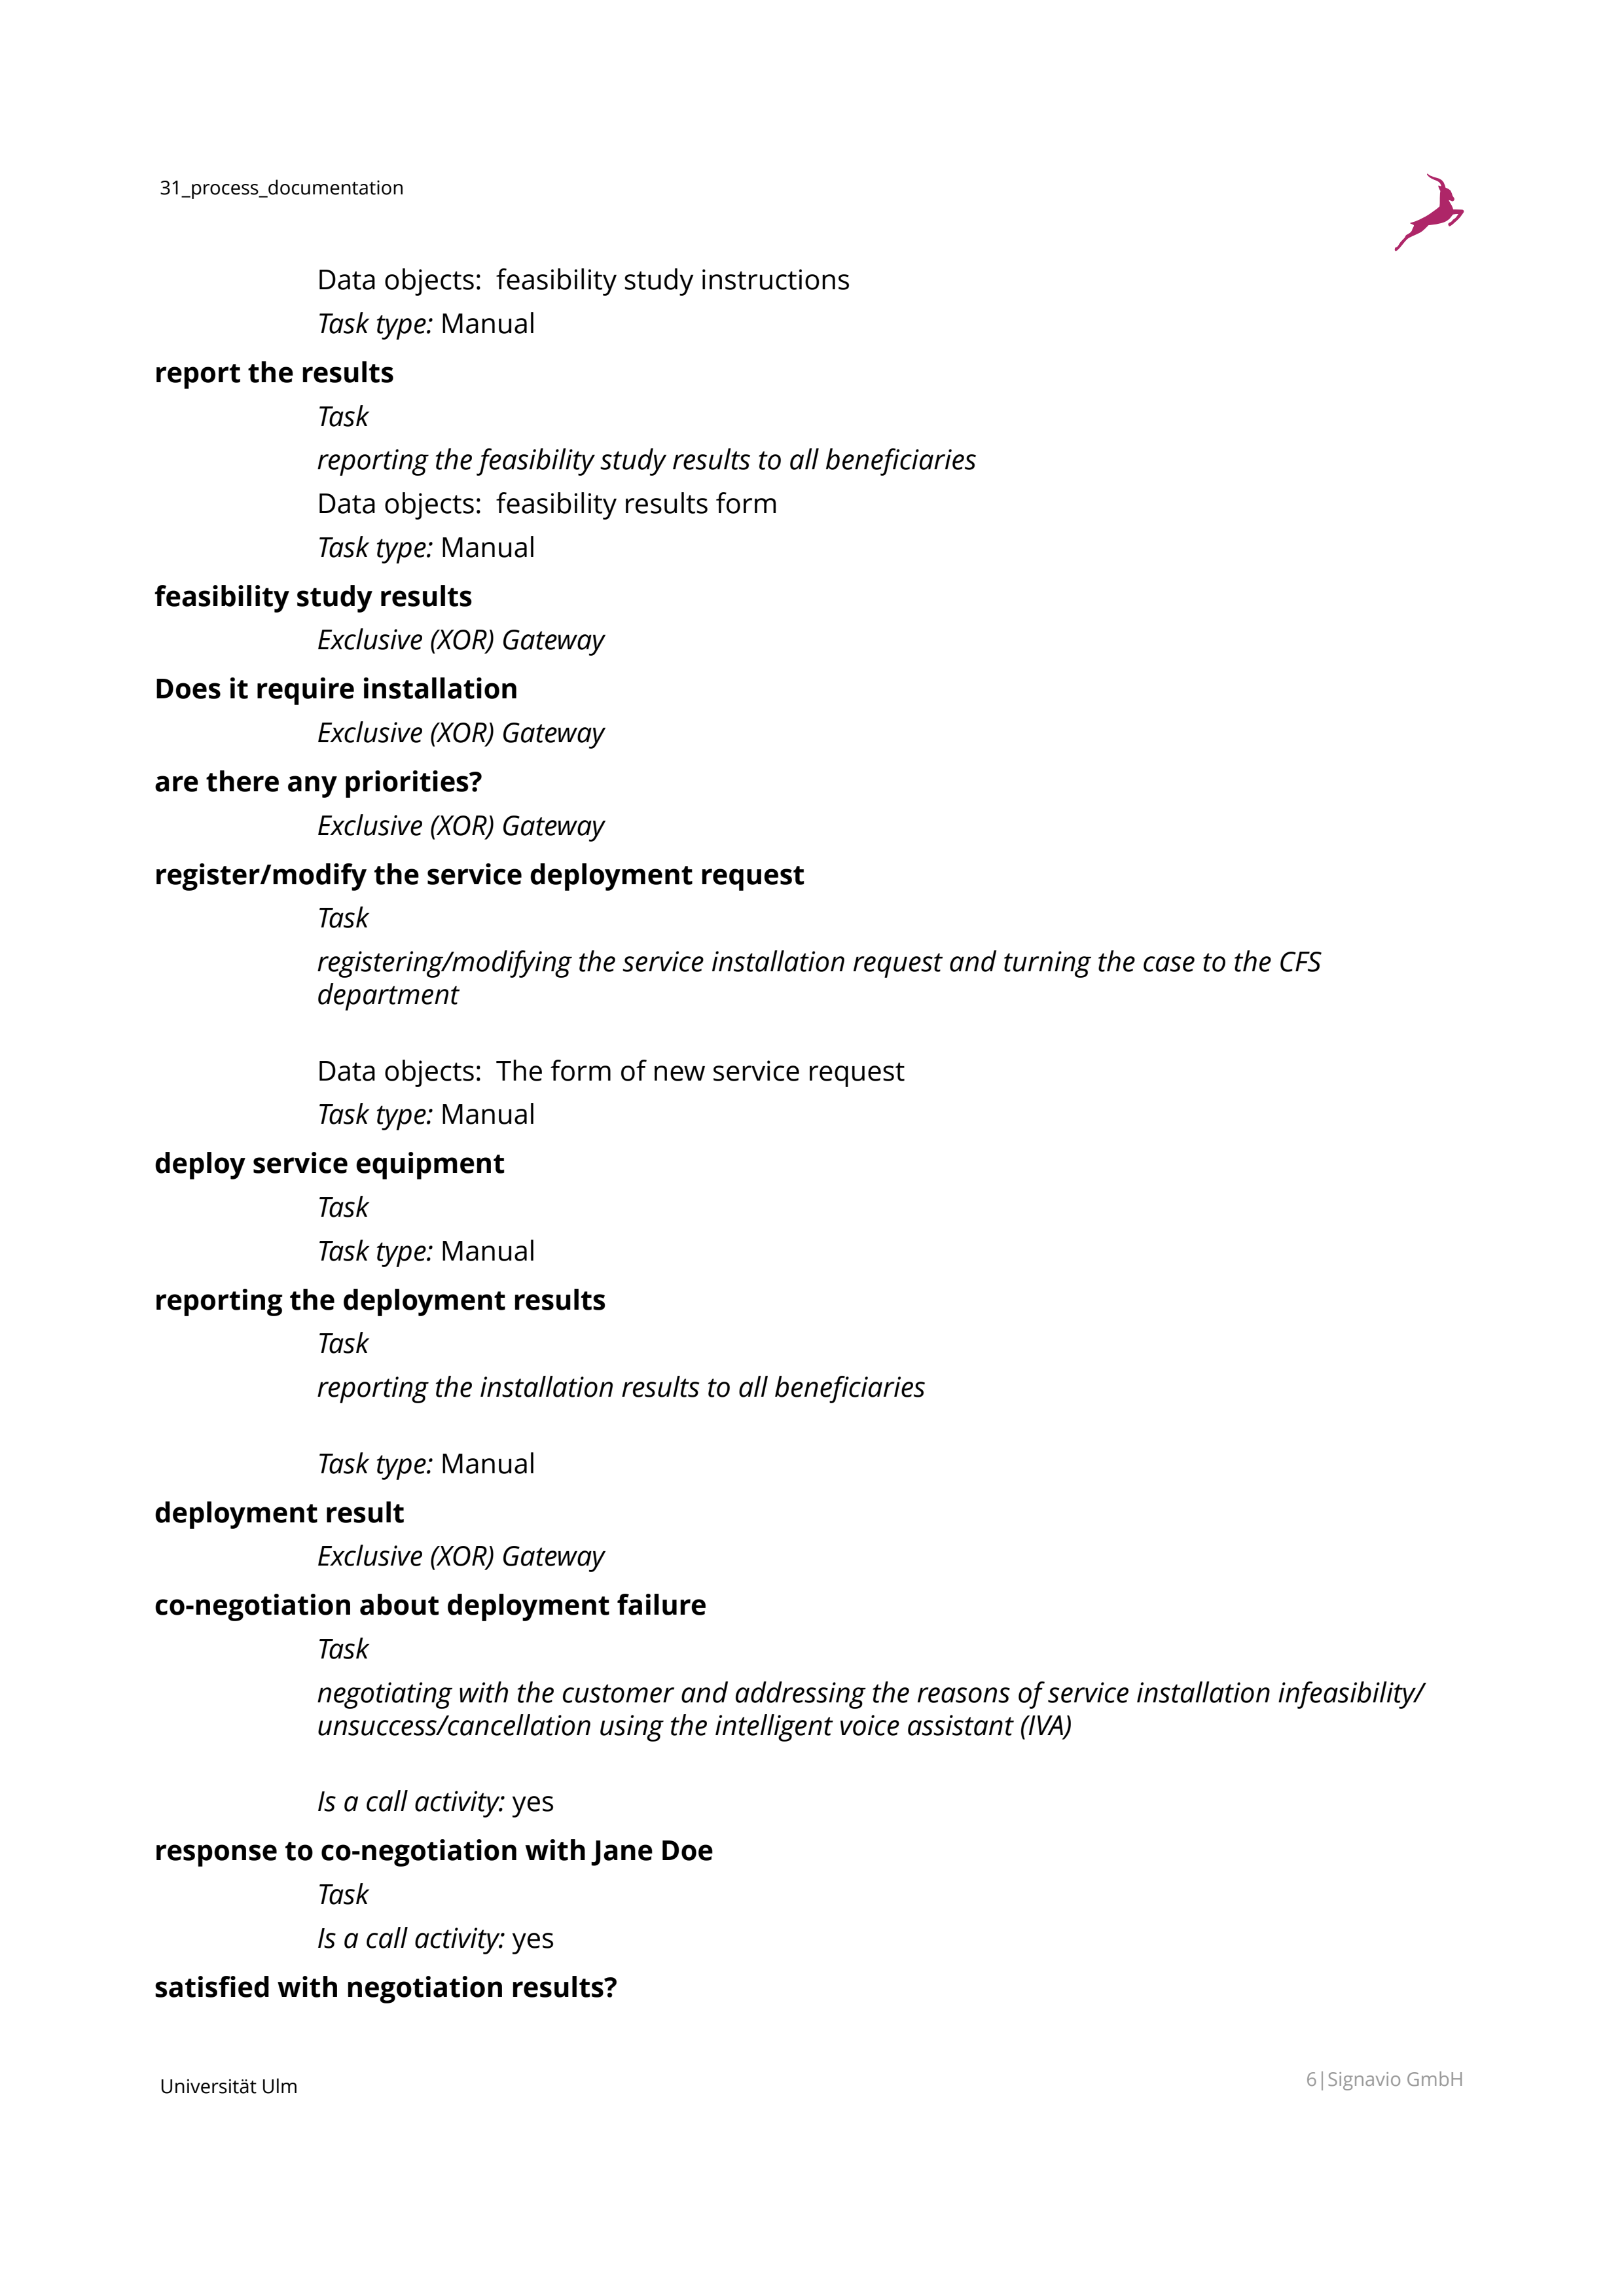 31_process_documentation
Data objects:  feasibility study instructions
Task type: Manual
report the results
Task
reporting the feasibility study results to all beneficiaries
Data objects:  feasibility results form
Task type: Manual
feasibility study results
Exclusive (XOR) Gateway
Does it require installation
Exclusive (XOR) Gateway
are there any priorities?
Exclusive (XOR) Gateway
register/modify the service deployment request
Task
registering/modifying the service installation request and turning the case to the CFS
department
Data objects:  The form of new service request
Task type: Manual
deploy service equipment
Task
Task type: Manual
reporting the deployment results
Task
reporting the installation results to all beneficiaries
Task type: Manual
deployment result
Exclusive (XOR) Gateway
co-negotiation about deployment failure
Task
negotiating with the customer and addressing the reasons of service installation infeasibility/
unsuccess/cancellation using the intelligent voice assistant (IVA)
Is a call activity: yes
response to co-negotiation with Jane Doe
Task
Is a call activity: yes
satisfied with negotiation results?
Universität Ulm
6|Signavio GmbH